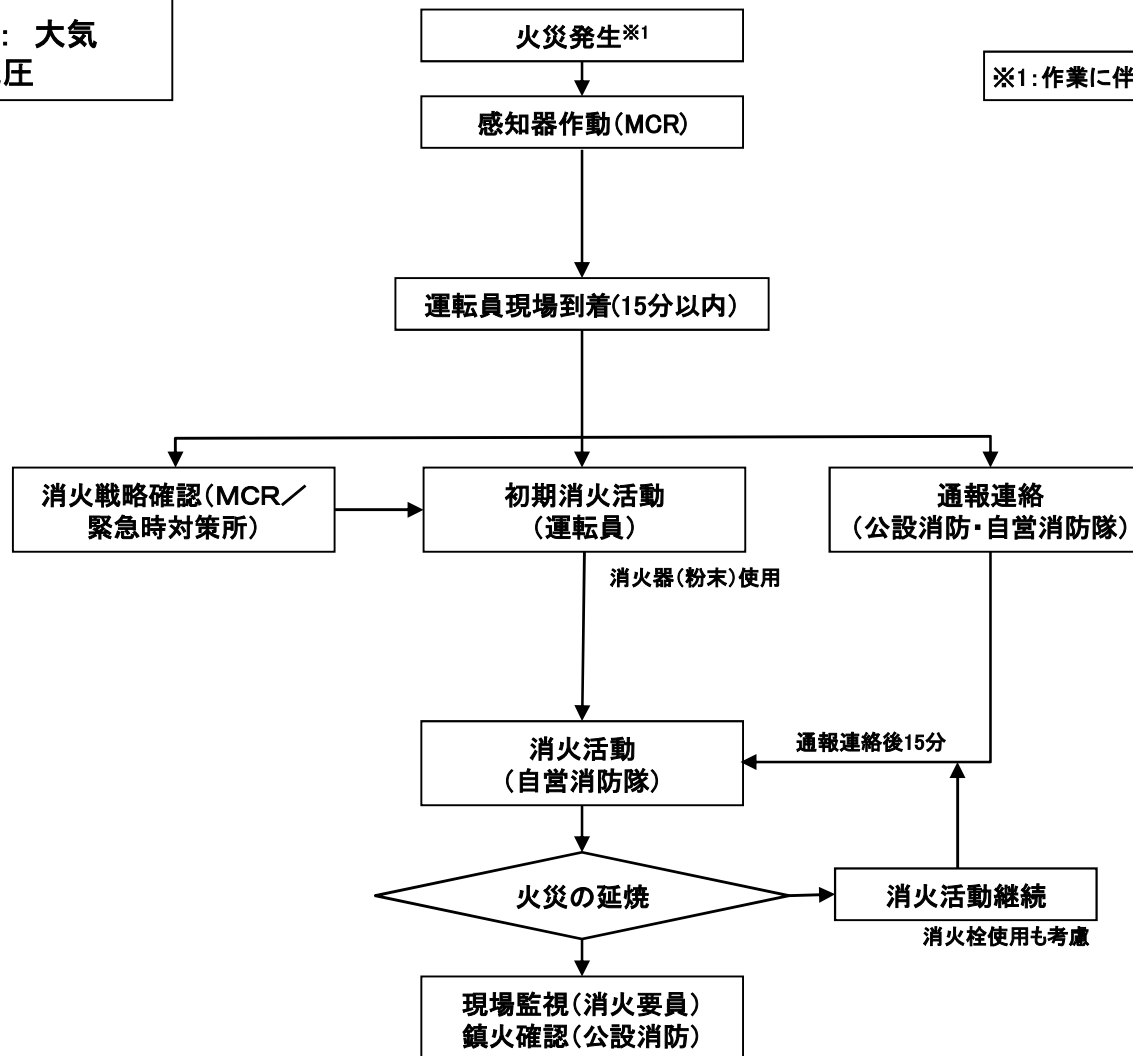 ： 大気
圧
火災発生※1
※1：作業に伴
感知器作動（MCR）
運転員現場到着（15分以内）
消火戦略確認（MCR／
緊急時対策所）
初期消火活動
（運転員）
通報連絡
（公設消防・自営消防隊）
消火器（粉末）使用
消火活動
（自営消防隊）
通報連絡後15分
火災の延焼
消火活動継続
消火栓使用も考慮
現場監視（消火要員）
鎮火確認（公設消防）